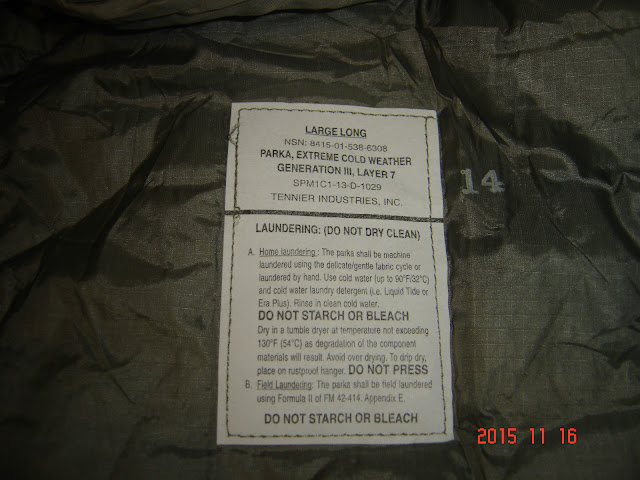 LARGE LONG
NSN: 8415-01-538-6308
PARKA, EXTREME COLD WEATHER
GENERATION III, LAYER 7
SPM1C1-13-D-1029
TENNIER INDUSTRIES, INC.
14
LAUNDERING: (DO NOT DRY CLEAN)
A. Home laundering : The parka shall be machine
laundered using the delicate/gentle fabric cycle or
laundered by hand. Use cold water (up to 90°F/32°C)
and cold water laundry detergent (i.e. Liquid Tide or
Era Plus). Rinse in clean cold water.
DO NOT STARCH OR BLEACH
Dry in a tumble dryer at temperature not exceeding
130°F (54°C) as degradation of the component
materials will result. Avoid over drying. To drip dry,
place on rustproof hanger. DO NOT PRESS
B. Field Laundering: The parka shall be field laundered
using Formula II of FM 42-414. Appendix E.
DO NOT STARCH OR BLEACH
2015 11 16